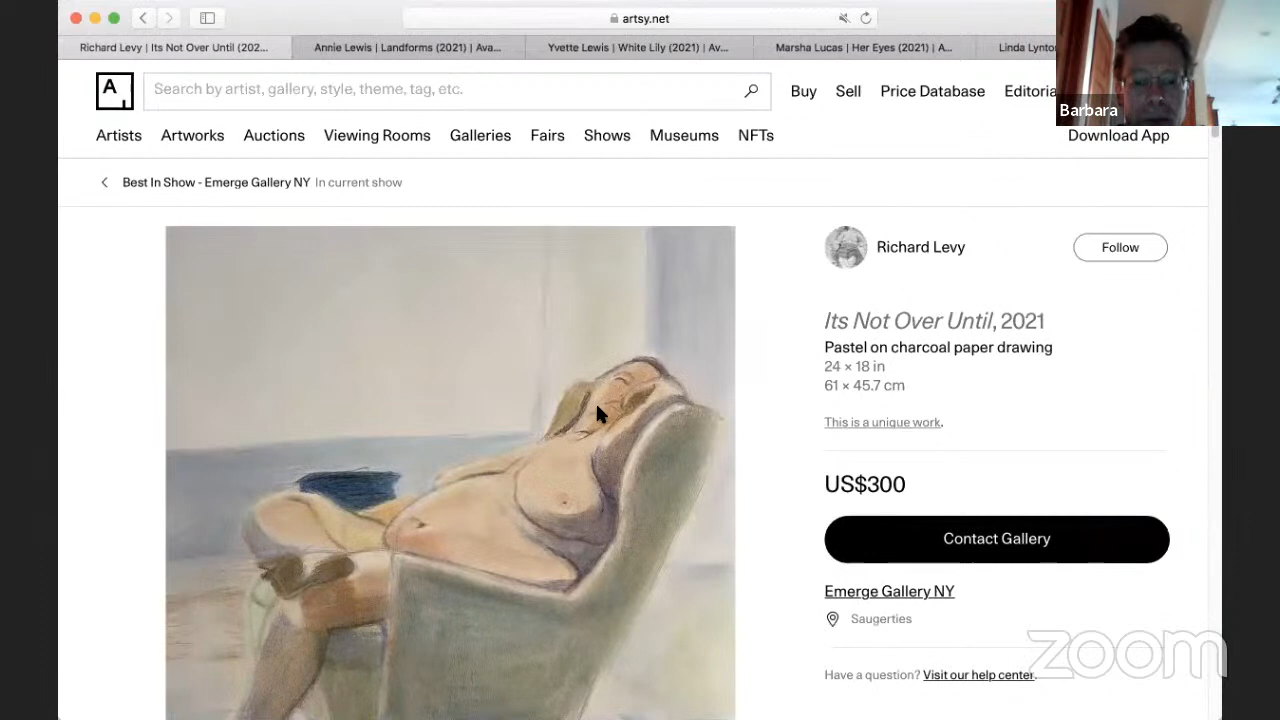 artsy.net
Richard Levy | Its Not Over Until (202...
Annie Lewis | Landforms (2021) | Ava...
Yvette Lewis | White Lily (2021) | Av...
Marsha Lucas | Her Eyes (2021) | A...
Linda Lynton
Barbara
A
Search by artist, gallery, style, theme, tag, etc.
Buy
Sell
Price Database
Editoria
Artists
Artworks
Auctions
Viewing Rooms
Galleries
Fairs
Shows
Museums
NFTs
Download App
Best In Show - Emerge Gallery NY In current show
Richard Levy
Follow
Its Not Over Until, 2021
Pastel on charcoal paper drawing
24 × 18 in
61 × 45.7 cm
This is a unique work.
US$300
Contact Gallery
Emerge Gallery NY
Saugerties
Have a question? Visit our help center.
zoom